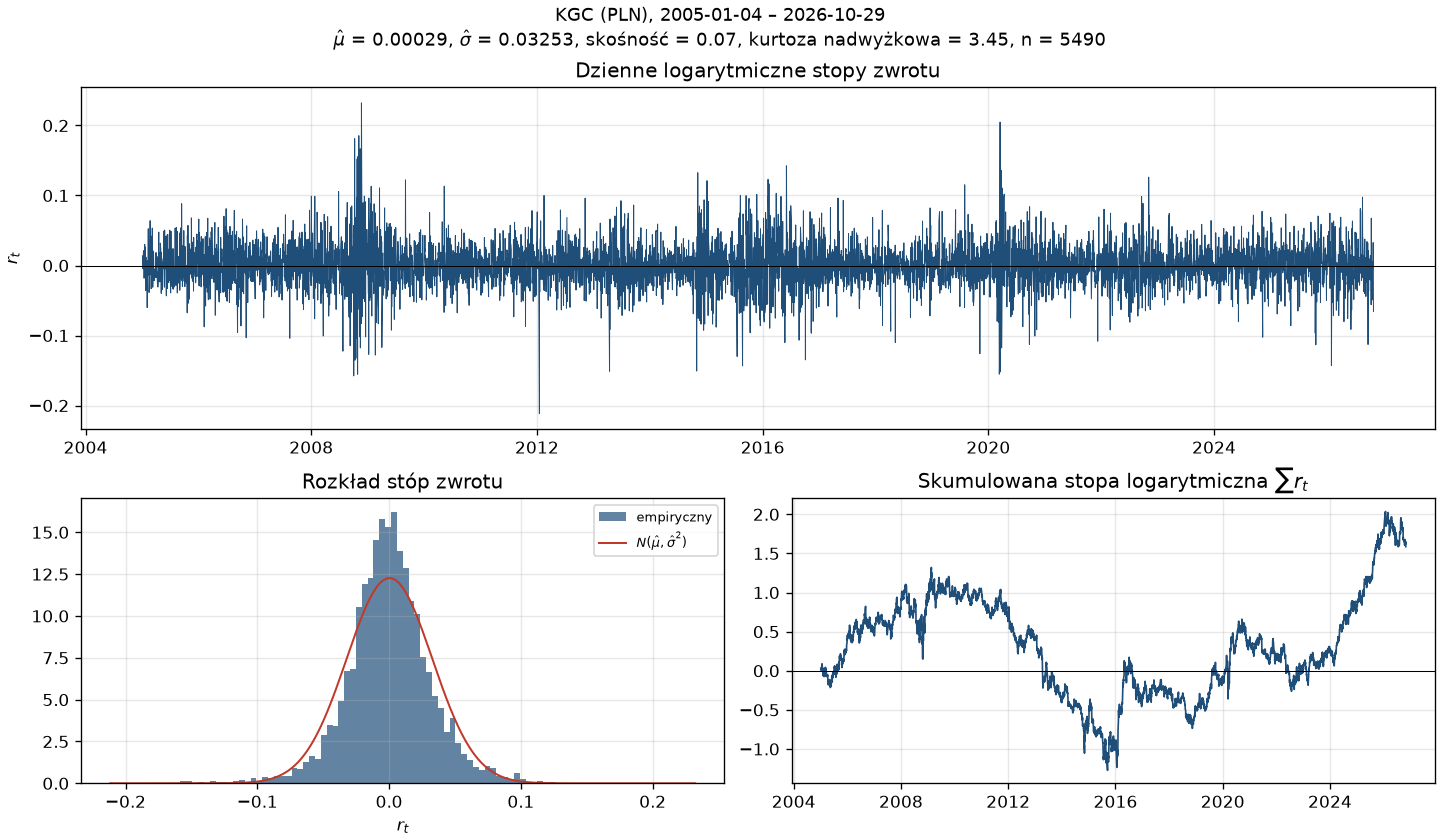 KGC (PLN), 2005-01-04 – 2026-10-29
μ̂ = 0.00029, σ̂ = 0.03253, skośność = 0.07, kurtoza nadwyżkowa = 3.45, n = 5490
Dzienne logarytmiczne stopy zwrotu
0.2
0.1
0.0
−0.1
−0.2
r_t
2004 2008 2012 2016 2020 2024
Rozkład stóp zwrotu
15.0
12.5
10.0
7.5
5.0
2.5
0.0
empiryczny
N(μ̂, σ̂²)
−0.2 −0.1 0.0 0.1 0.2
r_t
Skumulowana stopa logarytmiczna ∑r_t
2.0
1.5
1.0
0.5
0.0
−0.5
−1.0
2004 2008 2012 2016 2020 2024